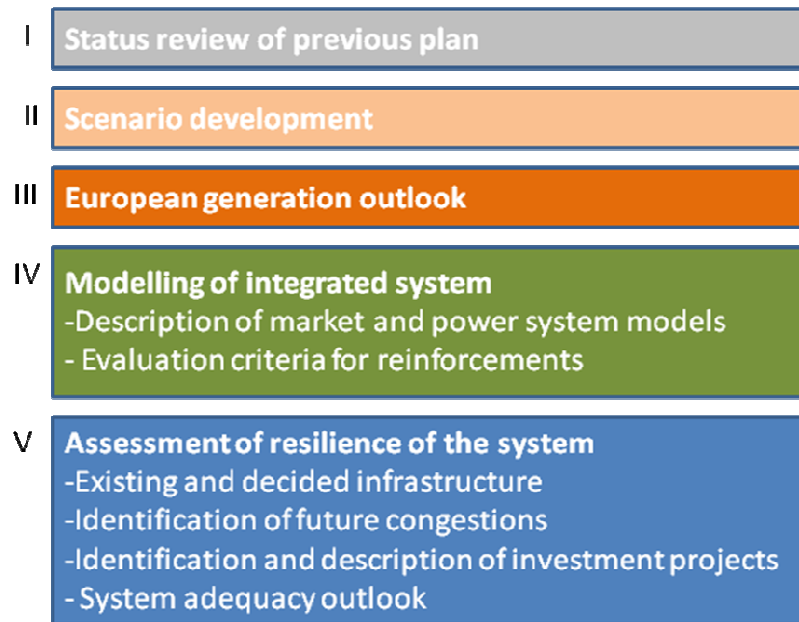 I Status review of previous plan
II Scenario development
III European generation outlook
IV Modelling of integrated system
-Description of market and power system models
- Evaluation criteria for reinforcements
V Assessment of resilience of the system
-Existing and decided infrastructure
-Identification of future congestions
-Identification and description of investment projects
- System adequacy outlook